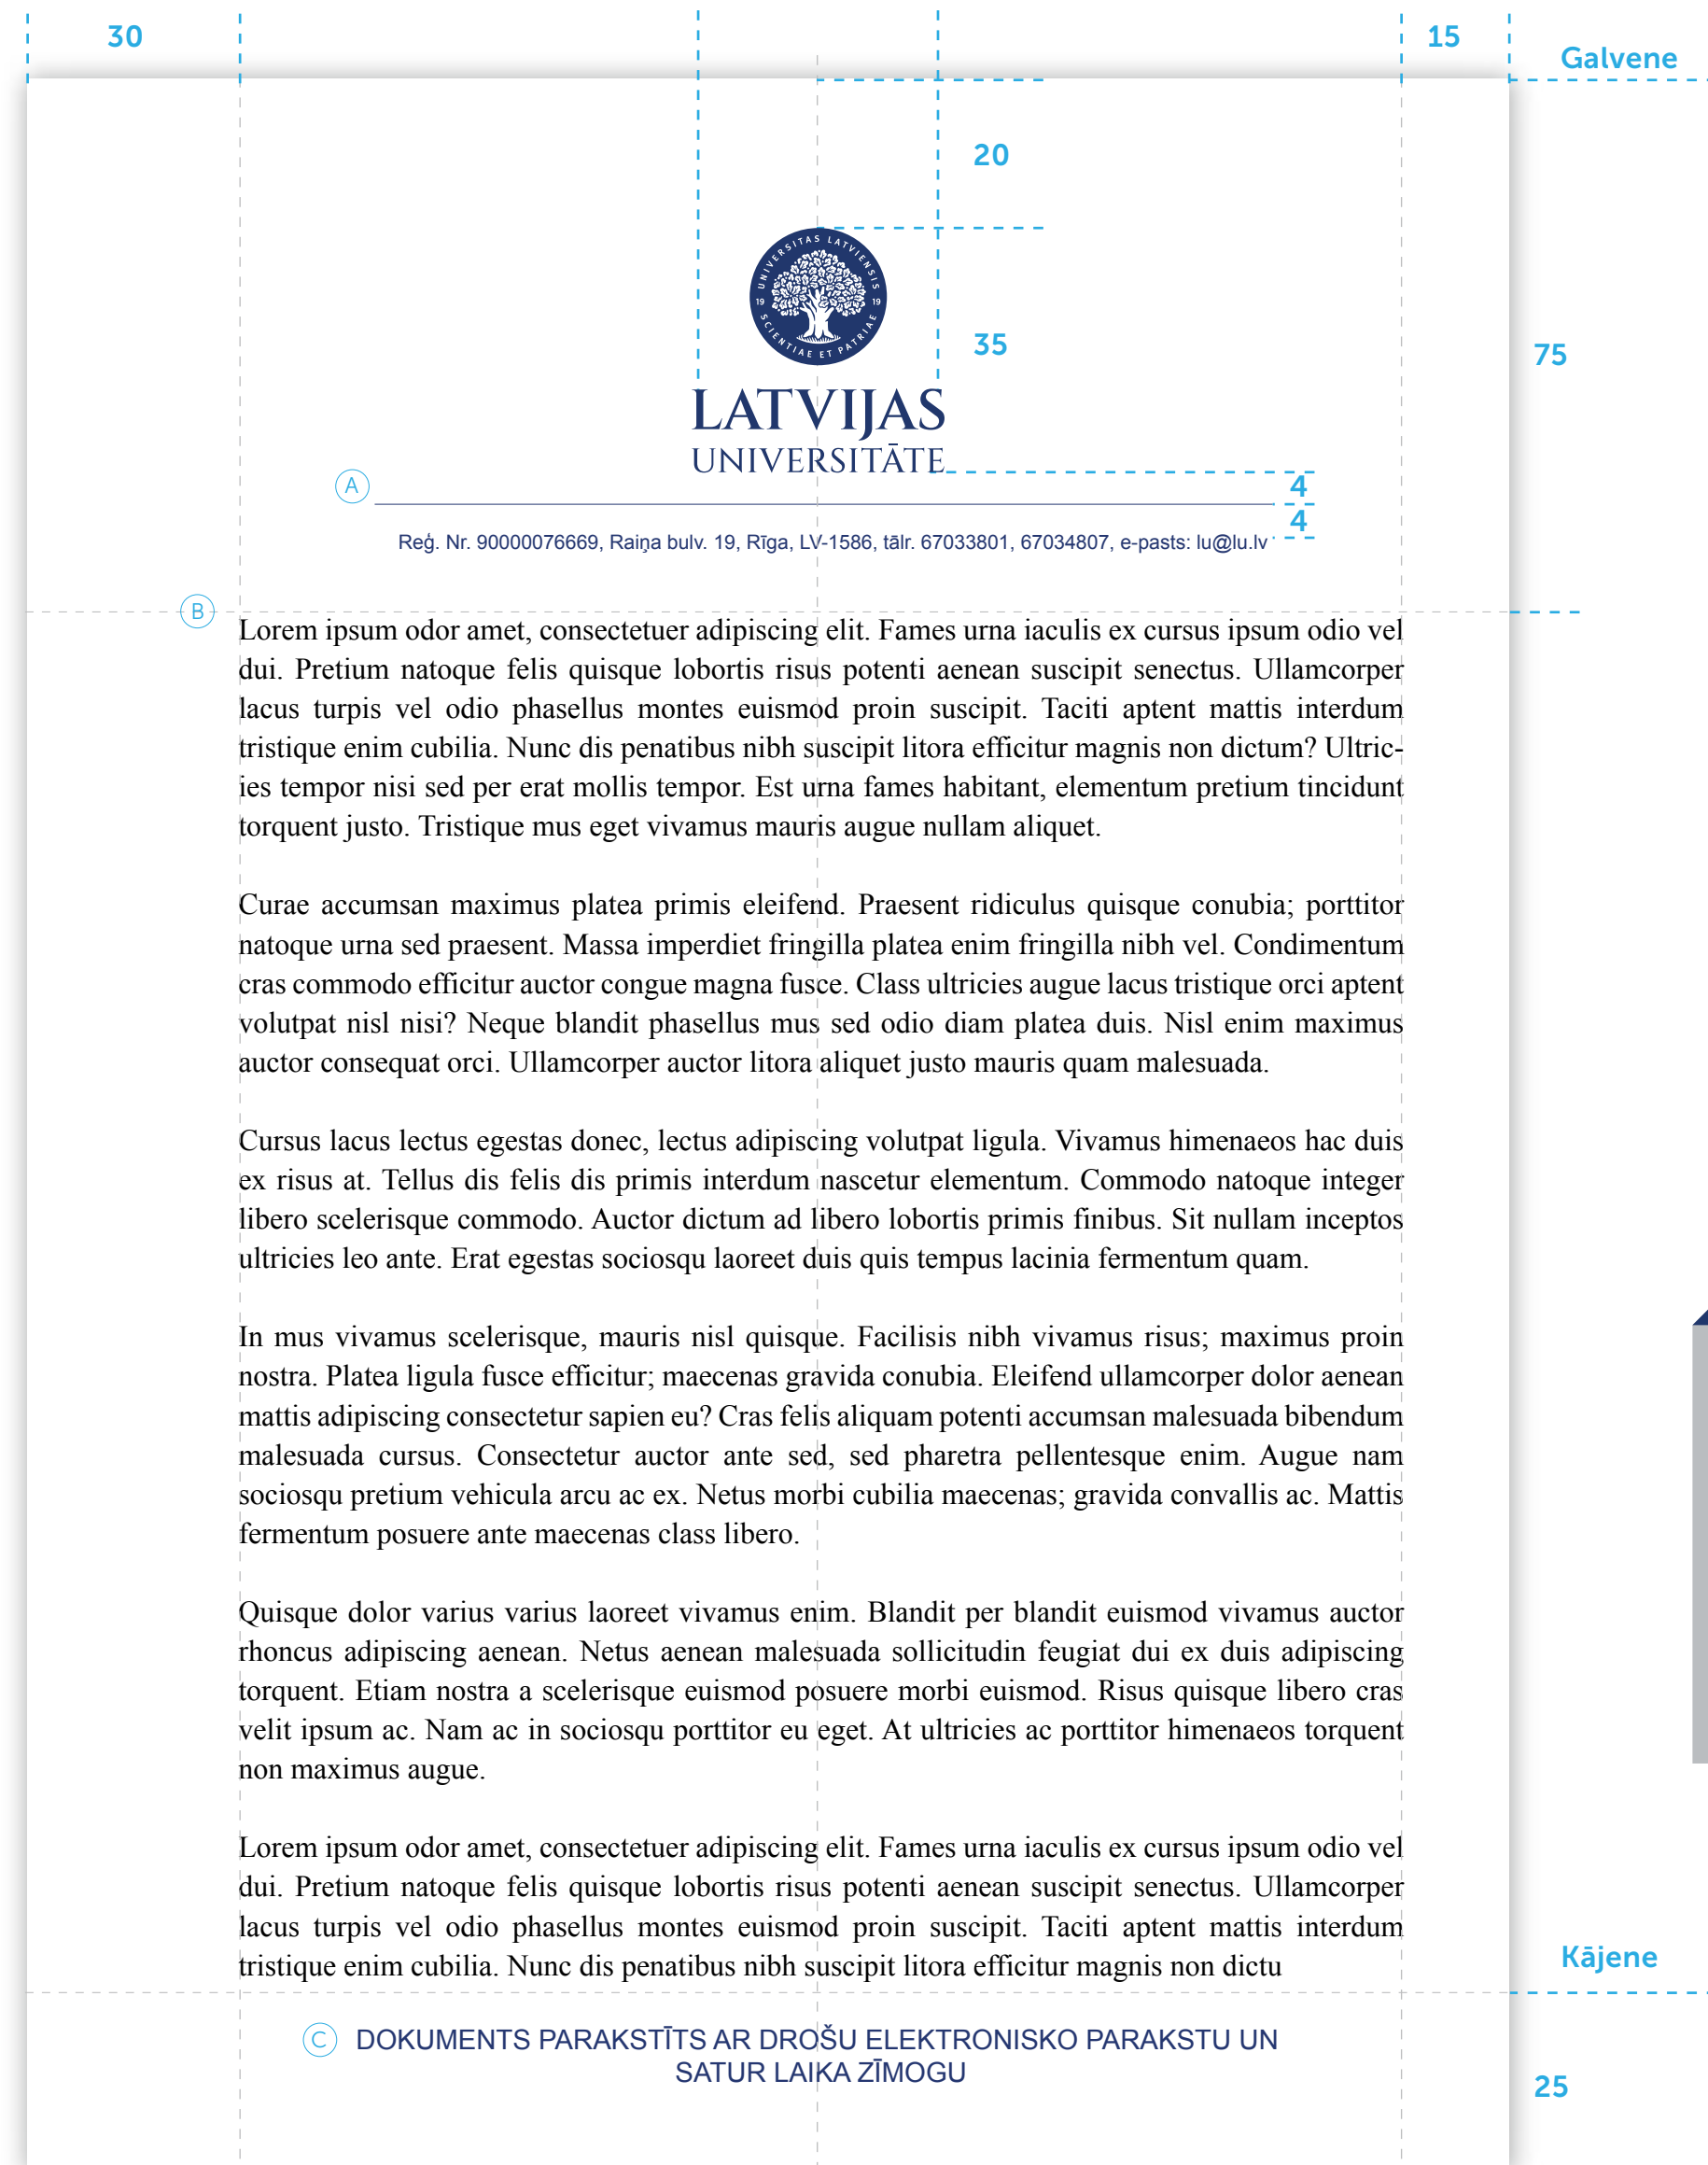 30
15
Galvene
20
UNIVERSITAS LATVIENSIS
19 19
SCIENTIAE ET PATRIAE
35
75
LATVIJAS
UNIVERSITĀTE
A
4
4
Reģ. Nr. 90000076669, Raiņa bulv. 19, Rīga, LV-1586, tālr. 67033801, 67034807, e-pasts: lu@lu.lv
B
Lorem ipsum odor amet, consectetuer adipiscing elit. Fames urna iaculis ex cursus ipsum odio vel
dui. Pretium natoque felis quisque lobortis risus potenti aenean suscipit senectus. Ullamcorper
lacus turpis vel odio phasellus montes euismod proin suscipit. Taciti aptent mattis interdum
tristique enim cubilia. Nunc dis penatibus nibh suscipit litora efficitur magnis non dictum? Ultric-
ies tempor nisi sed per erat mollis tempor. Est urna fames habitant, elementum pretium tincidunt
torquent justo. Tristique mus eget vivamus mauris augue nullam aliquet.
Curae accumsan maximus platea primis eleifend. Praesent ridiculus quisque conubia; porttitor
natoque urna sed praesent. Massa imperdiet fringilla platea enim fringilla nibh vel. Condimentum
cras commodo efficitur auctor congue magna fusce. Class ultricies augue lacus tristique orci aptent
volutpat nisl nisi? Neque blandit phasellus mus sed odio diam platea duis. Nisl enim maximus
auctor consequat orci. Ullamcorper auctor litora aliquet justo mauris quam malesuada.
Cursus lacus lectus egestas donec, lectus adipiscing volutpat ligula. Vivamus himenaeos hac duis
ex risus at. Tellus dis felis dis primis interdum nascetur elementum. Commodo natoque integer
libero scelerisque commodo. Auctor dictum ad libero lobortis primis finibus. Sit nullam inceptos
ultricies leo ante. Erat egestas sociosqu laoreet duis quis tempus lacinia fermentum quam.
In mus vivamus scelerisque, mauris nisl quisque. Facilisis nibh vivamus risus; maximus proin
nostra. Platea ligula fusce efficitur; maecenas gravida conubia. Eleifend ullamcorper dolor aenean
mattis adipiscing consectetur sapien eu? Cras felis aliquam potenti accumsan malesuada bibendum
malesuada cursus. Consectetur auctor ante sed, sed pharetra pellentesque enim. Augue nam
sociosqu pretium vehicula arcu ac ex. Netus morbi cubilia maecenas; gravida convallis ac. Mattis
fermentum posuere ante maecenas class libero.
Quisque dolor varius varius laoreet vivamus enim. Blandit per blandit euismod vivamus auctor
rhoncus adipiscing aenean. Netus aenean malesuada sollicitudin feugiat dui ex duis adipiscing
torquent. Etiam nostra a scelerisque euismod posuere morbi euismod. Risus quisque libero cras
velit ipsum ac. Nam ac in sociosqu porttitor eu eget. At ultricies ac porttitor himenaeos torquent
non maximus augue.
Lorem ipsum odor amet, consectetuer adipiscing elit. Fames urna iaculis ex cursus ipsum odio vel
dui. Pretium natoque felis quisque lobortis risus potenti aenean suscipit senectus. Ullamcorper
lacus turpis vel odio phasellus montes euismod proin suscipit. Taciti aptent mattis interdum
tristique enim cubilia. Nunc dis penatibus nibh suscipit litora efficitur magnis non dictu
Kājene
C
DOKUMENTS PARAKSTĪTS AR DROŠU ELEKTRONISKO PARAKSTU UN
SATUR LAIKA ZĪMOGU
25